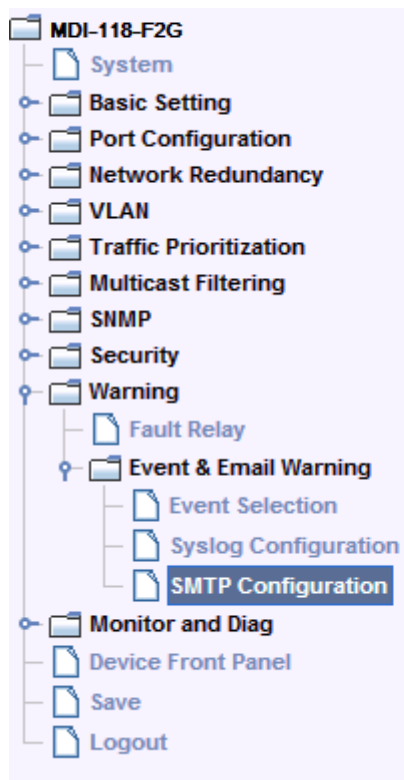 MDI-118-F2G
System
Basic Setting
Port Configuration
Network Redundancy
VLAN
Traffic Prioritization
Multicast Filtering
SNMP
Security
Warning
Fault Relay
Event & Email Warning
Event Selection
Syslog Configuration
SMTP Configuration
Monitor and Diag
Device Front Panel
Save
Logout